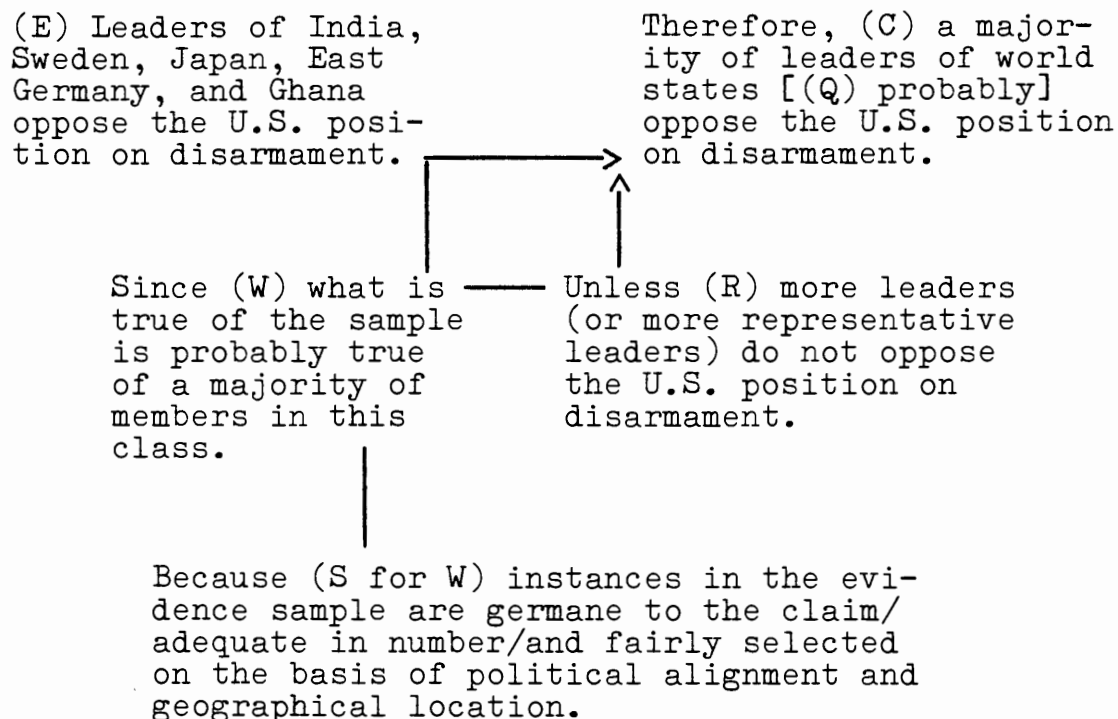 (E) Leaders of India,
Sweden, Japan, East
Germany, and Ghana
oppose the U.S. posi-
tion on disarmament.
Therefore, (C) a major-
ity of leaders of world
states [(Q) probably]
oppose the U.S. position
on disarmament.
Since (W) what is
true of the sample
is probably true
of a majority of
members in this
class.
Unless (R) more leaders
(or more representative
leaders) do not oppose
the U.S. position on
disarmament.
Because (S for W) instances in the evi-
dence sample are germane to the claim/
adequate in number/and fairly selected
on the basis of political alignment and
geographical location.